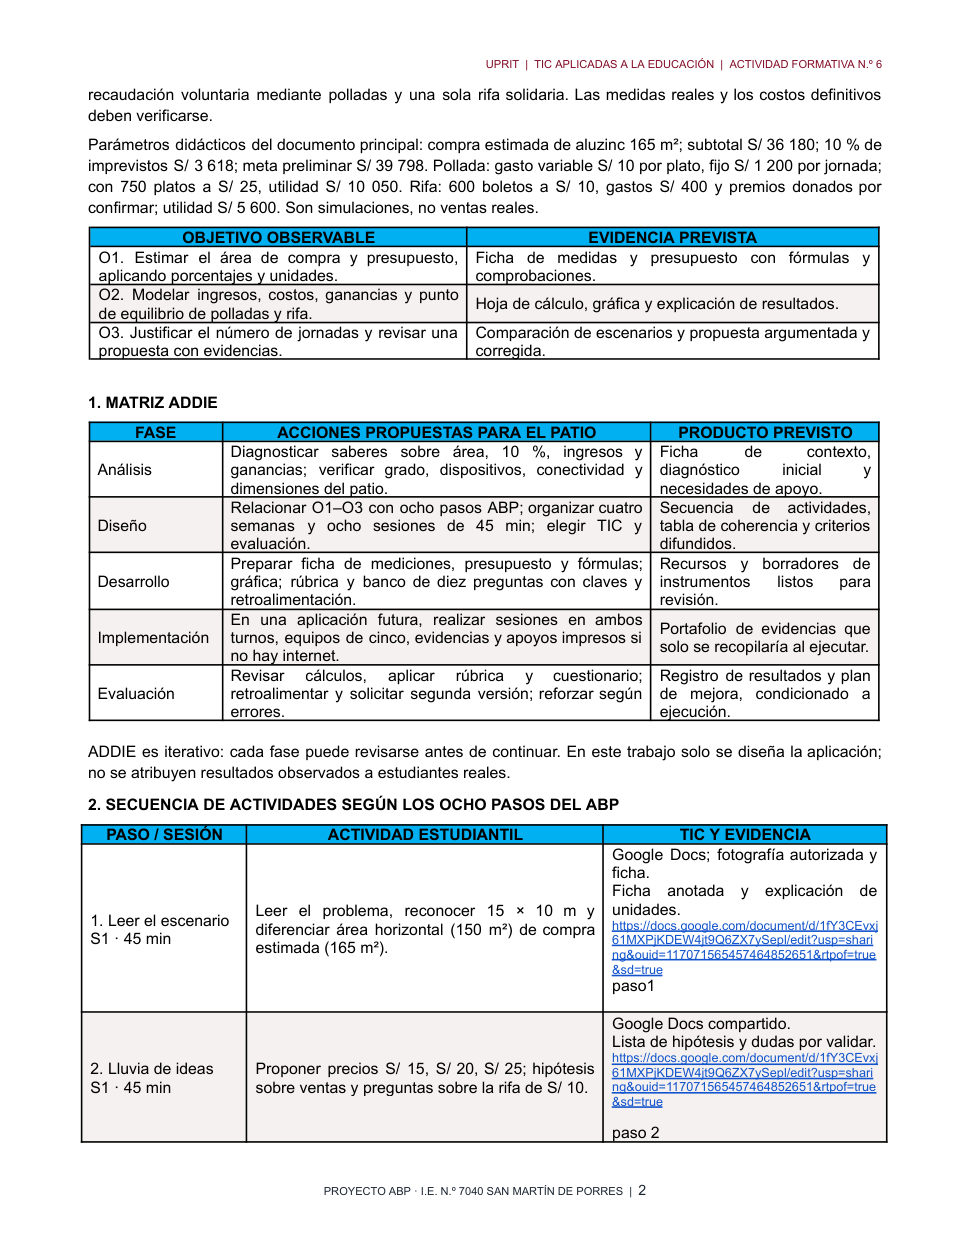 UPRIT | TIC APLICADAS A LA EDUCACIÓN | ACTIVIDAD FORMATIVA N.º 6
recaudación voluntaria mediante polladas y una sola rifa solidaria. Las medidas reales y los costos definitivos
deben verificarse.
Parámetros didácticos del documento principal: compra estimada de aluzinc 165 m²; subtotal S/ 36 180; 10 % de
imprevistos S/ 3 618; meta preliminar S/ 39 798. Pollada: gasto variable S/ 10 por plato, fijo S/ 1 200 por jornada;
con 750 platos a S/ 25, utilidad S/ 10 050. Rifa: 600 boletos a S/ 10, gastos S/ 400 y premios donados por
confirmar; utilidad S/ 5 600. Son simulaciones, no ventas reales.
OBJETIVO OBSERVABLE
EVIDENCIA PREVISTA
O1. Estimar el área de compra y presupuesto,
aplicando porcentajes y unidades.
Ficha de medidas y presupuesto con fórmulas y
comprobaciones.
O2. Modelar ingresos, costos, ganancias y punto
de equilibrio de polladas y rifa.
Hoja de cálculo, gráfica y explicación de resultados.
O3. Justificar el número de jornadas y revisar una
propuesta con evidencias.
Comparación de escenarios y propuesta argumentada y
corregida.
1. MATRIZ ADDIE
FASE
ACCIONES PROPUESTAS PARA EL PATIO
PRODUCTO PREVISTO
Análisis
Diagnosticar saberes sobre área, 10 %, ingresos y
ganancias; verificar grado, dispositivos, conectividad y
dimensiones del patio.
Ficha de contexto,
diagnóstico inicial y
necesidades de apoyo.
Diseño
Relacionar O1–O3 con ocho pasos ABP; organizar cuatro
semanas y ocho sesiones de 45 min; elegir TIC y
evaluación.
Secuencia de actividades,
tabla de coherencia y criterios
difundidos.
Desarrollo
Preparar ficha de mediciones, presupuesto y fórmulas;
gráfica; rúbrica y banco de diez preguntas con claves y
retroalimentación.
Recursos y borradores de
instrumentos listos para
revisión.
Implementación
En una aplicación futura, realizar sesiones en ambos
turnos, equipos de cinco, evidencias y apoyos impresos si
no hay internet.
Portafolio de evidencias que
solo se recopilaría al ejecutar.
Evaluación
Revisar cálculos, aplicar rúbrica y cuestionario;
retroalimentar y solicitar segunda versión; reforzar según
errores.
Registro de resultados y plan
de mejora, condicionado a
ejecución.
ADDIE es iterativo: cada fase puede revisarse antes de continuar. En este trabajo solo se diseña la aplicación;
no se atribuyen resultados observados a estudiantes reales.
2. SECUENCIA DE ACTIVIDADES SEGÚN LOS OCHO PASOS DEL ABP
PASO / SESIÓN
ACTIVIDAD ESTUDIANTIL
TIC Y EVIDENCIA
1. Leer el escenario
S1 · 45 min
Leer el problema, reconocer 15 × 10 m y
diferenciar área horizontal (150 m²) de compra
estimada (165 m²).
Google Docs; fotografía autorizada y
ficha.
Ficha anotada y explicación de
unidades.
https://docs.google.com/document/d/1fY3CEvxj
61MXPjKDEW4jt9Q6ZX7ySepl/edit?usp=shari
ng&ouid=117071565457464852651&rtpof=true
&sd=true
paso1
2. Lluvia de ideas
S1 · 45 min
Proponer precios S/ 15, S/ 20, S/ 25; hipótesis
sobre ventas y preguntas sobre la rifa de S/ 10.
Google Docs compartido.
Lista de hipótesis y dudas por validar.
https://docs.google.com/document/d/1fY3CEvxj
61MXPjKDEW4jt9Q6ZX7ySepl/edit?usp=shari
ng&ouid=117071565457464852651&rtpof=true
&sd=true
paso 2
PROYECTO ABP · I.E. N.º 7040 SAN MARTÍN DE PORRES | 2